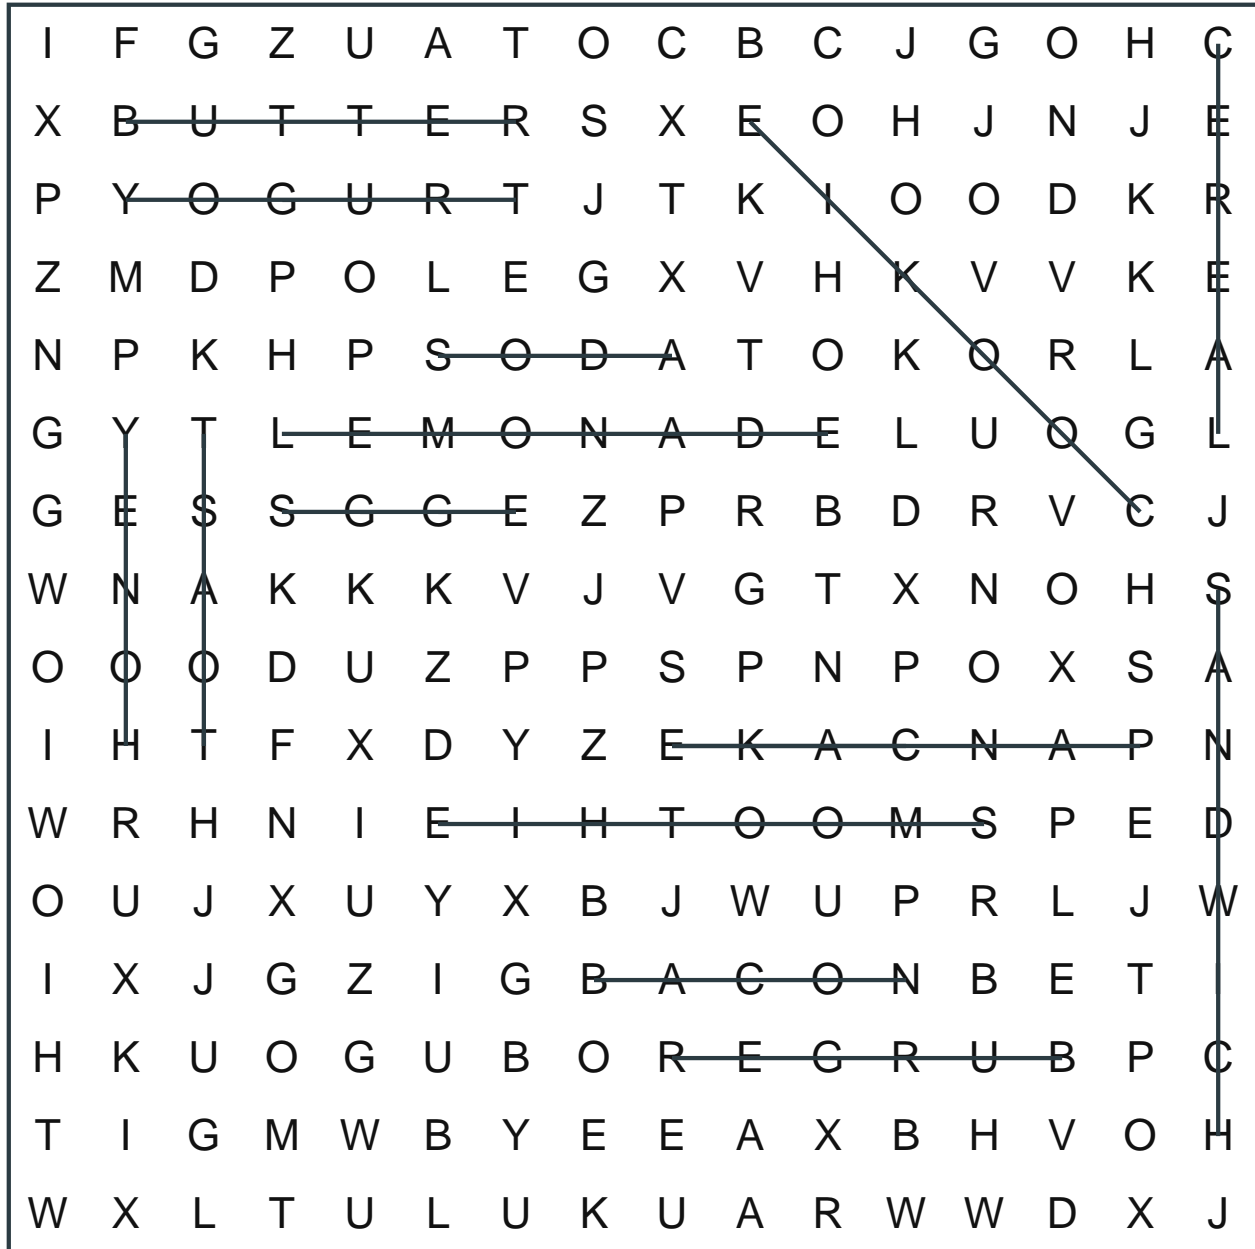 I F G Z U A T O C B C J G O H C
X B U T T E R S X E O H J N J E
P Y O G U R T J T K I O O D K R
Z M D P O L E G X V H K V V K E
N P K H P S O D A T O K O R L A
G Y T L E M O N A D E L U O G L
G E S S G G E Z P R B D R V C J
W N A K K K V J V G T X N O H S
O O O D U Z P P S P N P O X S A
I H T F X D Y Z E K A C N A P N
W R H N I E I H T O O M S P E D
O U J X U Y X B J W U P R L J W
I X J G Z I G B A C O N B E T I
H K U O G U B O R E G R U B P C
T I G M W B Y E E A X B H V O H
W X L T U L U K U A R W W D X J